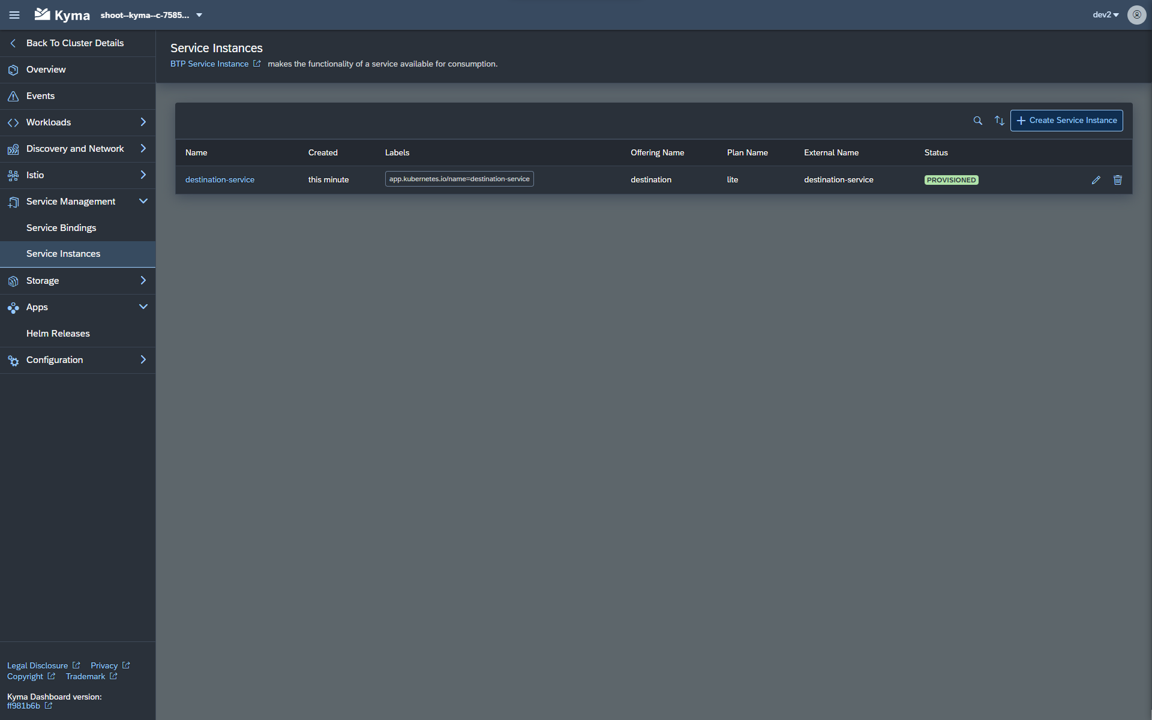 Kyma shoot--kyma--c-7585... dev2
Back To Cluster Details
Overview
Events
Workloads
Discovery and Network
Istio
Service Management
Service Bindings
Service Instances
Storage
Apps
Helm Releases
Configuration
Legal Disclosure Privacy
Copyright Trademark
Kyma Dashboard version:
ff981b6b
Service Instances
BTP Service Instance makes the functionality of a service available for consumption.
Create Service Instance
Name Created Labels Offering Name Plan Name External Name Status
destination-service this minute app.kubernetes.io/name=destination-service destination lite destination-service PROVISIONED